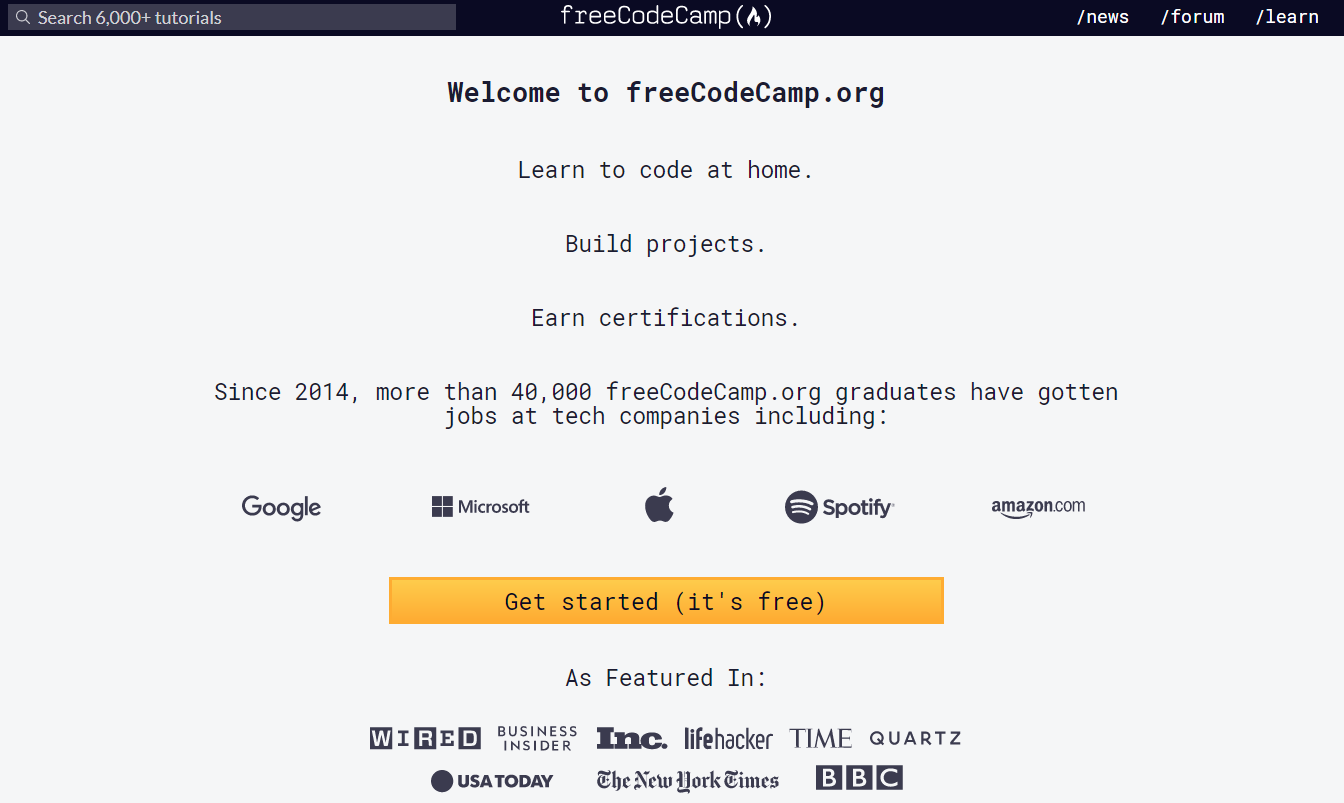 Search 6,000+ tutorials
freeCodeCamp(🔥)
/news /forum /learn
Welcome to freeCodeCamp.org
Learn to code at home.
Build projects.
Earn certifications.
Since 2014, more than 40,000 freeCodeCamp.org graduates have gotten
jobs at tech companies including:
Google Microsoft Spotify amazon.com
Get started (it's free)
As Featured In:
WIRED BUSINESS INSIDER Inc. lifehacker TIME QUARTZ
USA TODAY The New York Times BBC